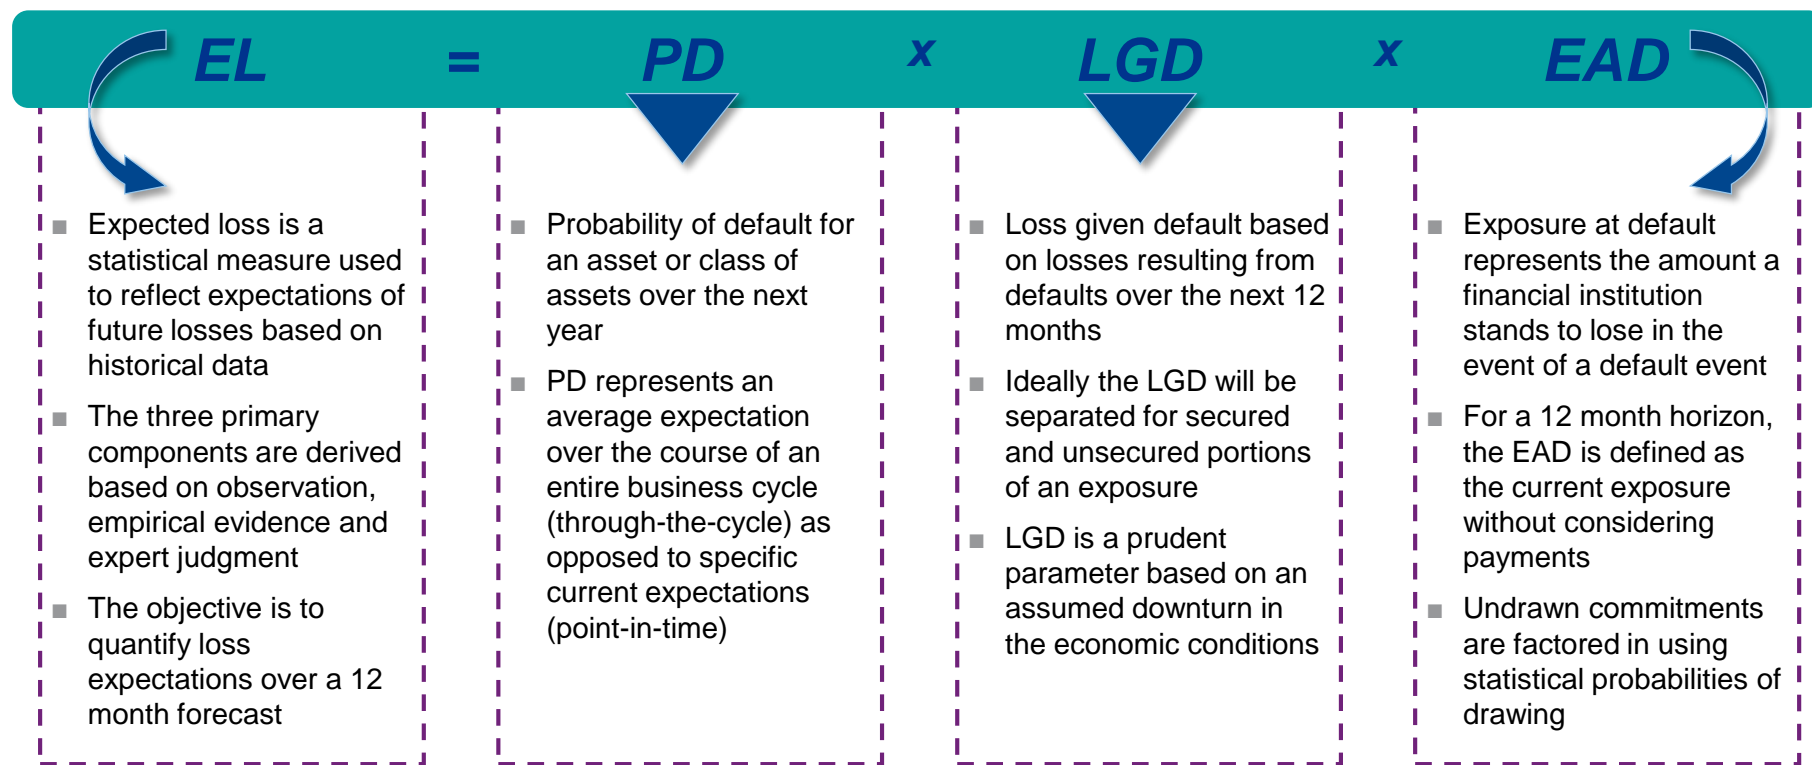 EL = PD x LGD x EAD
■ Expected loss is a
statistical measure used
to reflect expectations of
future losses based on
historical data
■ The three primary
components are derived
based on observation,
empirical evidence and
expert judgment
■ The objective is to
quantify loss
expectations over a 12
month forecast
■ Probability of default for
an asset or class of
assets over the next
year
■ PD represents an
average expectation
over the course of an
entire business cycle
(through-the-cycle) as
opposed to specific
current expectations
(point-in-time)
■ Loss given default based
on losses resulting from
defaults over the next 12
months
■ Ideally the LGD will be
separated for secured
and unsecured portions
of an exposure
■ LGD is a prudent
parameter based on an
assumed downturn in
the economic conditions
■ Exposure at default
represents the amount a
financial institution
stands to lose in the
event of a default event
■ For a 12 month horizon,
the EAD is defined as
the current exposure
without considering
payments
■ Undrawn commitments
are factored in using
statistical probabilities of
drawing